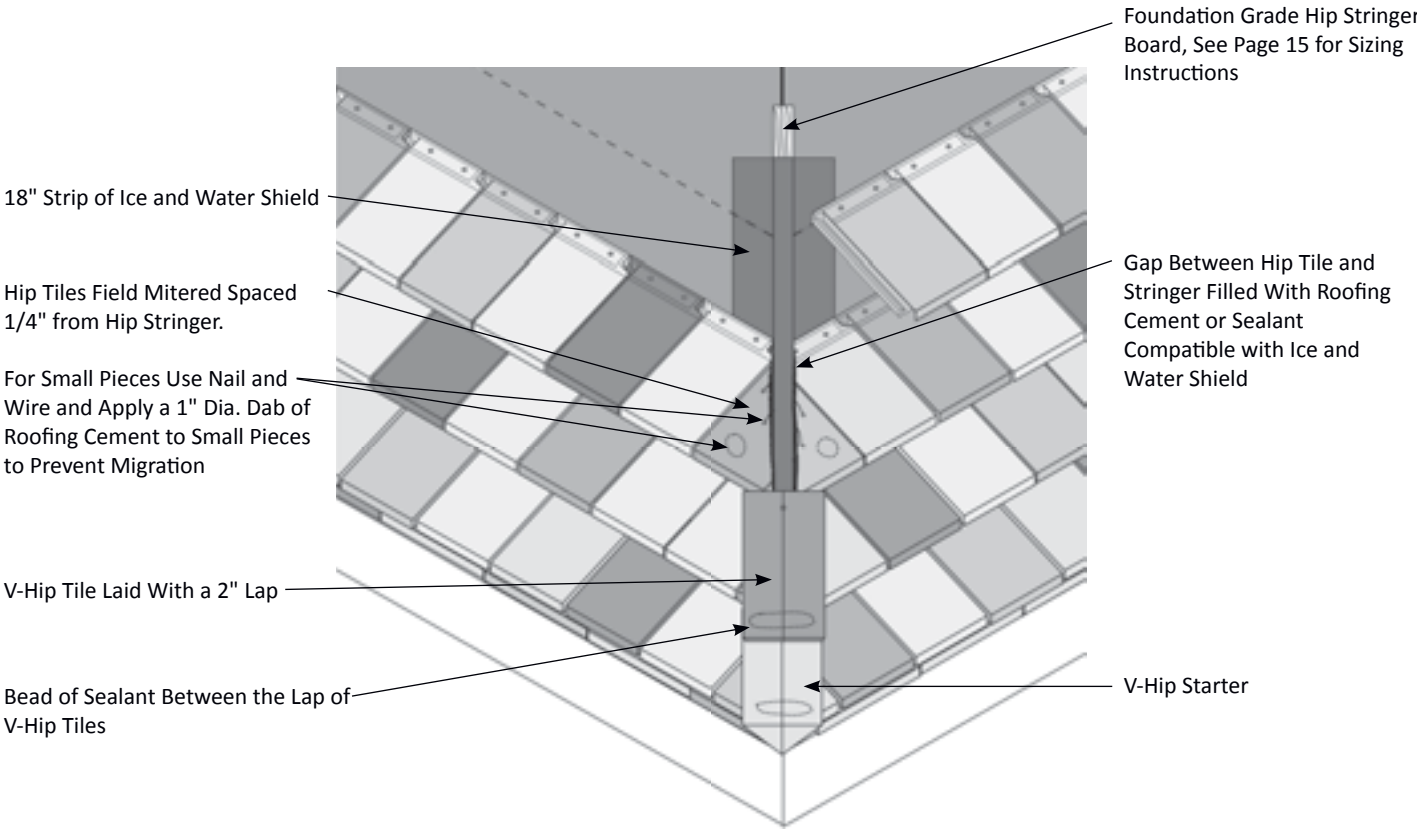 Foundation Grade Hip Stringer
Board, See Page 15 for Sizing
Instructions
18" Strip of Ice and Water Shield
Hip Tiles Field Mitered Spaced
1/4" from Hip Stringer.
For Small Pieces Use Nail and
Wire and Apply a 1" Dia. Dab of
Roofing Cement to Small Pieces
to Prevent Migration
V-Hip Tile Laid With a 2" Lap
Bead of Sealant Between the Lap of
V-Hip Tiles
Gap Between Hip Tile and
Stringer Filled With Roofing
Cement or Sealant
Compatible with Ice and
Water Shield
V-Hip Starter